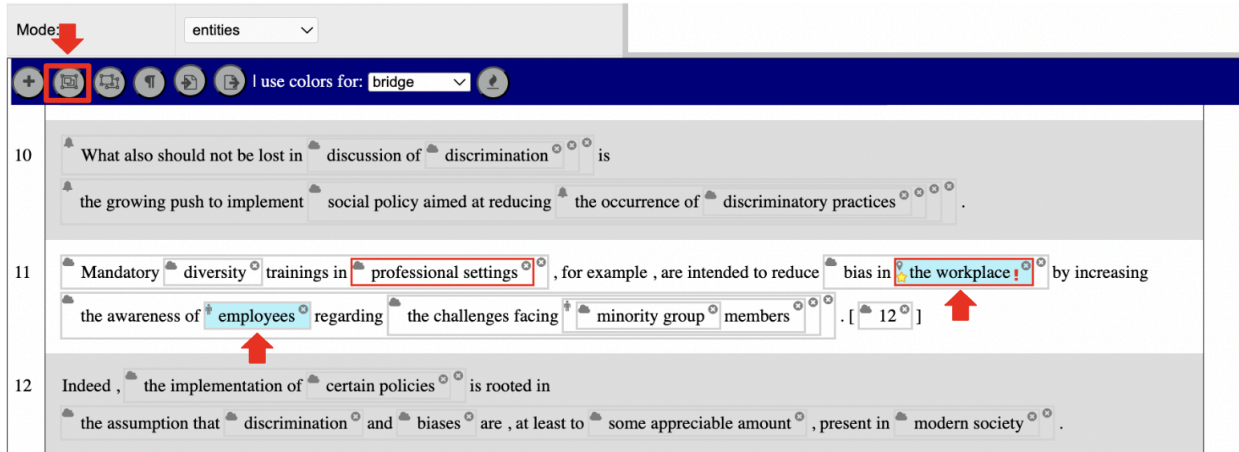 Mode: entities
I use colors for: bridge
10 What also should not be lost in discussion of discrimination is
the growing push to implement social policy aimed at reducing the occurrence of discriminatory practices .
11 Mandatory diversity trainings in professional settings , for example , are intended to reduce bias in the workplace ! by increasing
the awareness of employees regarding the challenges facing minority group members . [ 12 ]
12 Indeed , the implementation of certain policies is rooted in
the assumption that discrimination and biases are , at least to some appreciable amount , present in modern society .